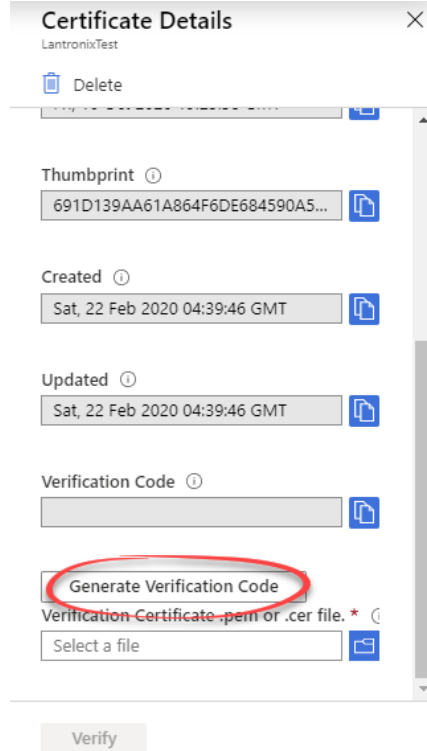 Certificate Details
LantronixTest
Delete
Thumbprint
691D139AA61A864F6DE684590A5...
Created
Sat, 22 Feb 2020 04:39:46 GMT
Updated
Sat, 22 Feb 2020 04:39:46 GMT
Verification Code
Generate Verification Code
Verification Certificate .pem or .cer file. *
Select a file
Verify